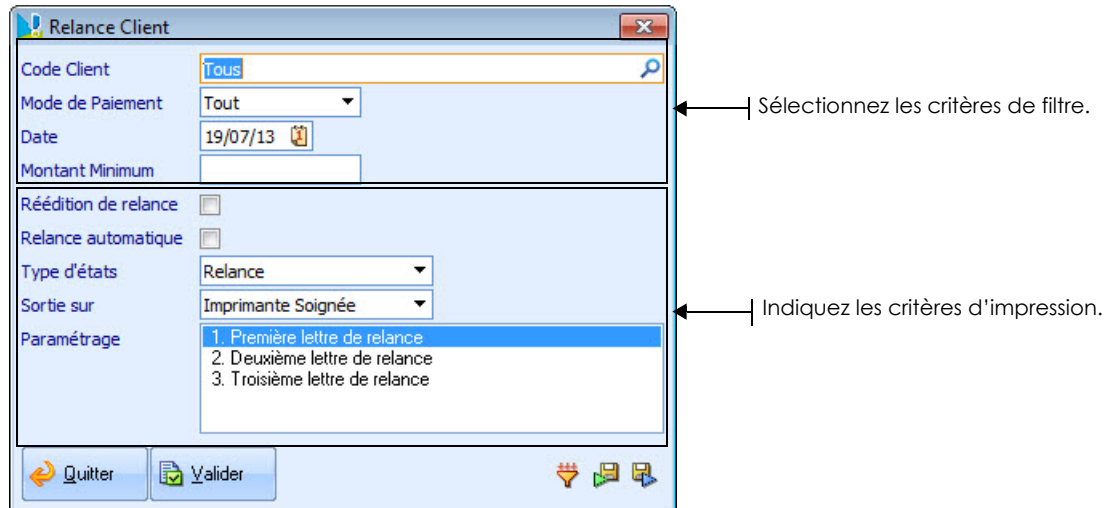 Relance Client
Code Client Tous
Mode de Paiement Tout
Sélectionnez les critères de filtre.
Date 19/07/13
Montant Minimum
Réédition de relance
Relance automatique
Type d'états Relance
Sortie sur Imprimante Soignée
Indiquez les critères d'impression.
Paramétrage 1. Première lettre de relance
2. Deuxième lettre de relance
3. Troisième lettre de relance
Quitter Valider